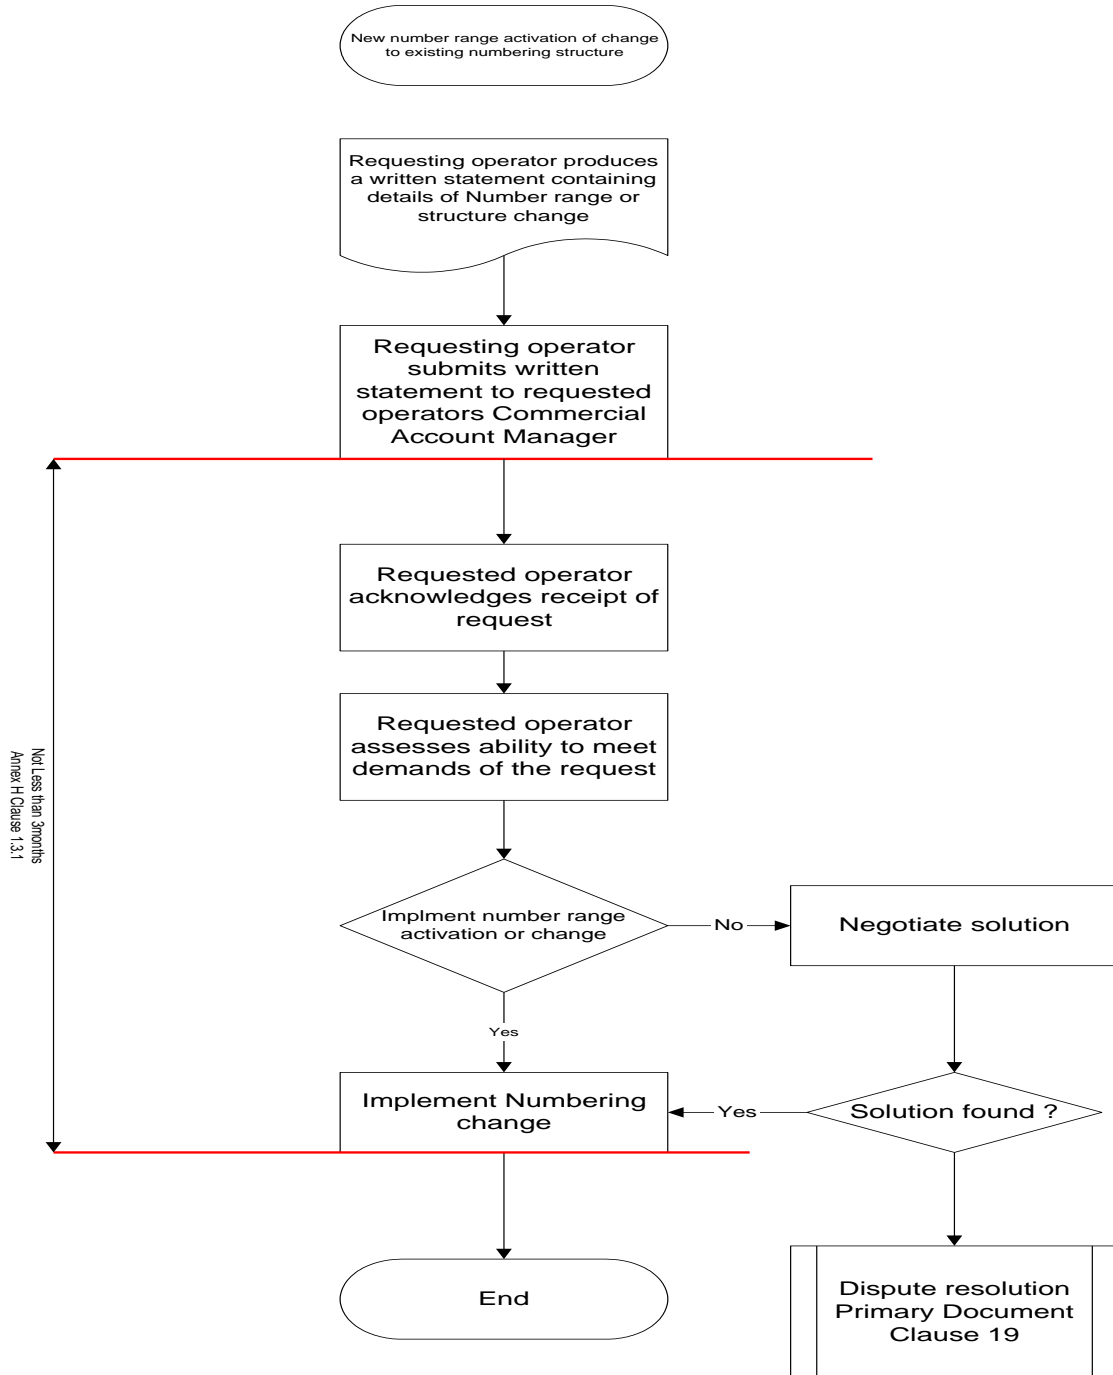 New number range activation of change
to existing numbering structure
Requesting operator produces
a written statement containing
details of Number range or
structure change
Requesting operator
submits written
statement to requested
operators Commercial
Account Manager
Requested operator
acknowledges receipt of
request
Requested operator
assesses ability to meet
demands of the request
Not Less than 3months
Annex H Clause 1.3.1
Implment number range
activation or change
No
Negotiate solution
Yes
Implement Numbering
change
Yes
Solution found ?
End
Dispute resolution
Primary Document
Clause 19